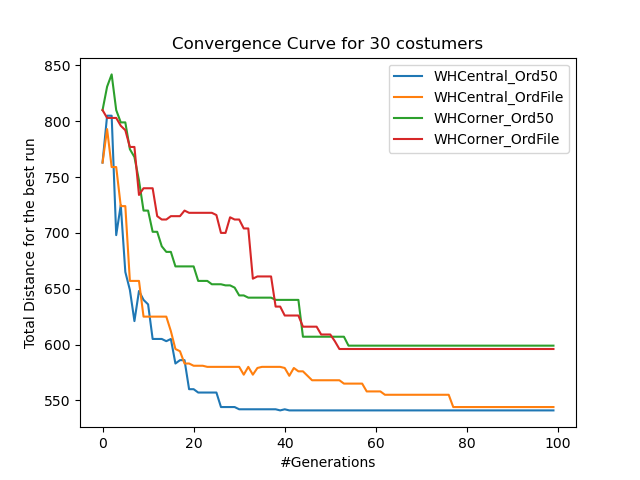 Convergence Curve for 30 costumers
850
800
750
700
650
600
550
Total Distance for the best run
WHCentral_Ord50
WHCentral_OrdFile
WHCorner_Ord50
WHCorner_OrdFile
0 20 40 60 80 100
#Generations